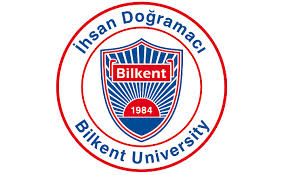 İhsan Doğramacı
Bilkent
1984
Bilkent University